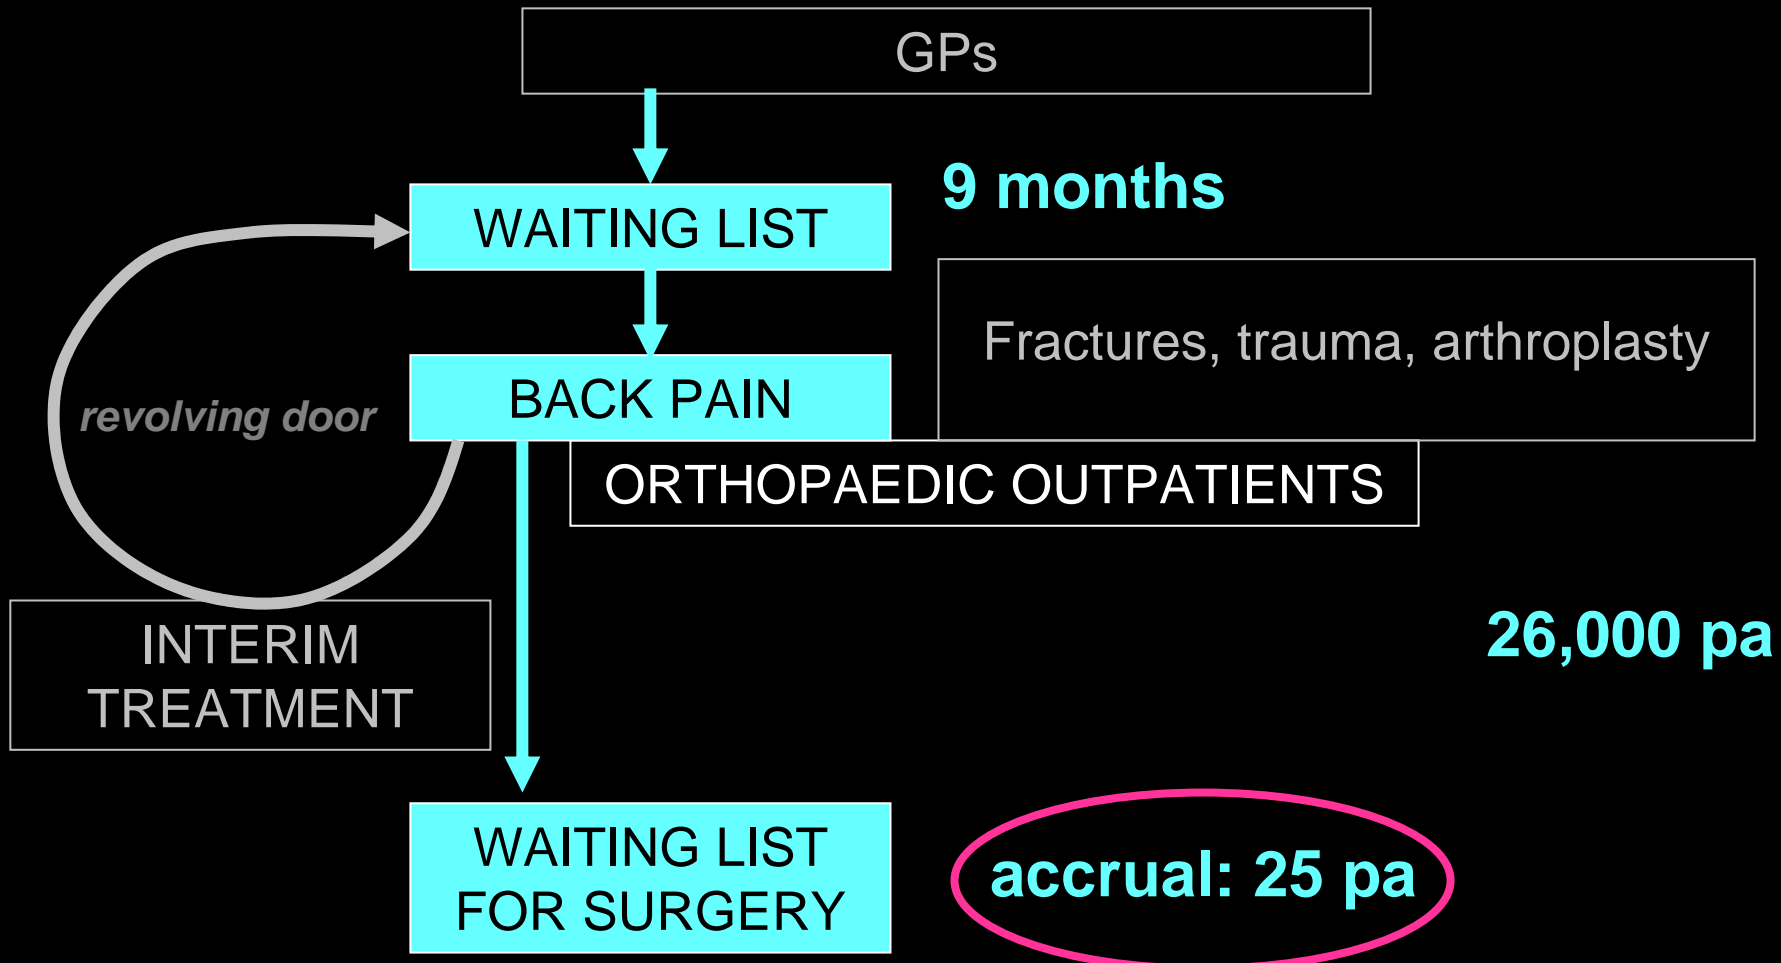 GPs
9 months
WAITING LIST
Fractures, trauma, arthroplasty
BACK PAIN
revolving door
ORTHOPAEDIC OUTPATIENTS
INTERIM
TREATMENT
26,000 pa
WAITING LIST
FOR SURGERY
accrual: 25 pa